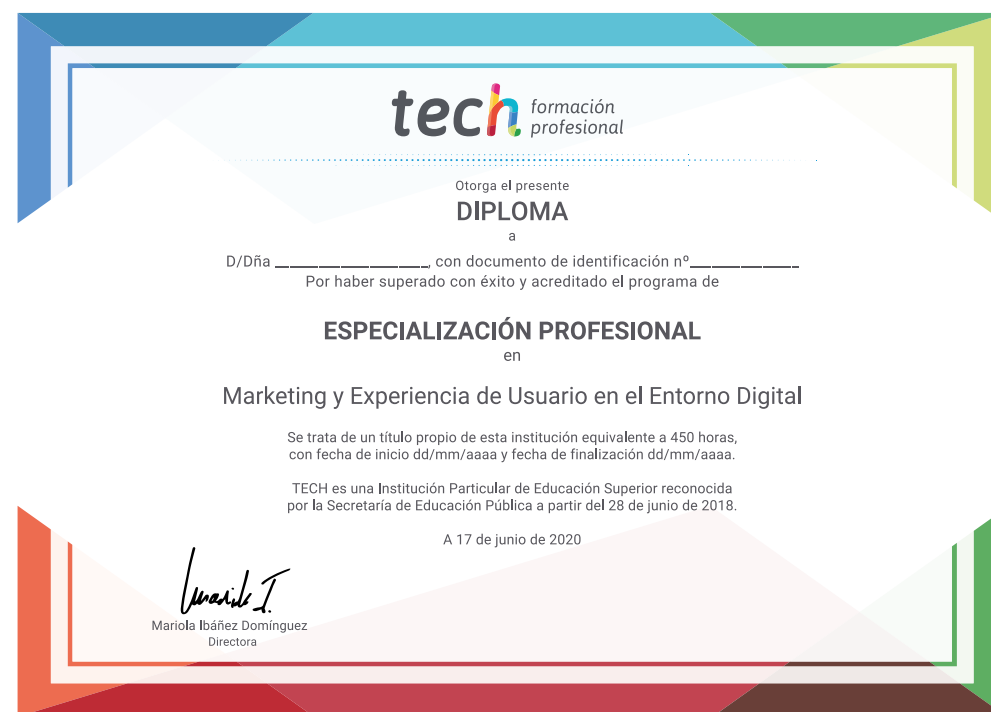 tech formación
profesional
Otorga el presente
DIPLOMA
a
D/Dña _____________________, con documento de identificación nº_______________
Por haber superado con éxito y acreditado el programa de
ESPECIALIZACIÓN PROFESIONAL
en
Marketing y Experiencia de Usuario en el Entorno Digital
Se trata de un título propio de esta institución equivalente a 450 horas,
con fecha de inicio dd/mm/aaaa y fecha de finalización dd/mm/aaaa.
TECH es una Institución Particular de Educación Superior reconocida
por la Secretaría de Educación Pública a partir del 28 de junio de 2018.
A 17 de junio de 2020
Mariola Ibáñez Domínguez
Directora